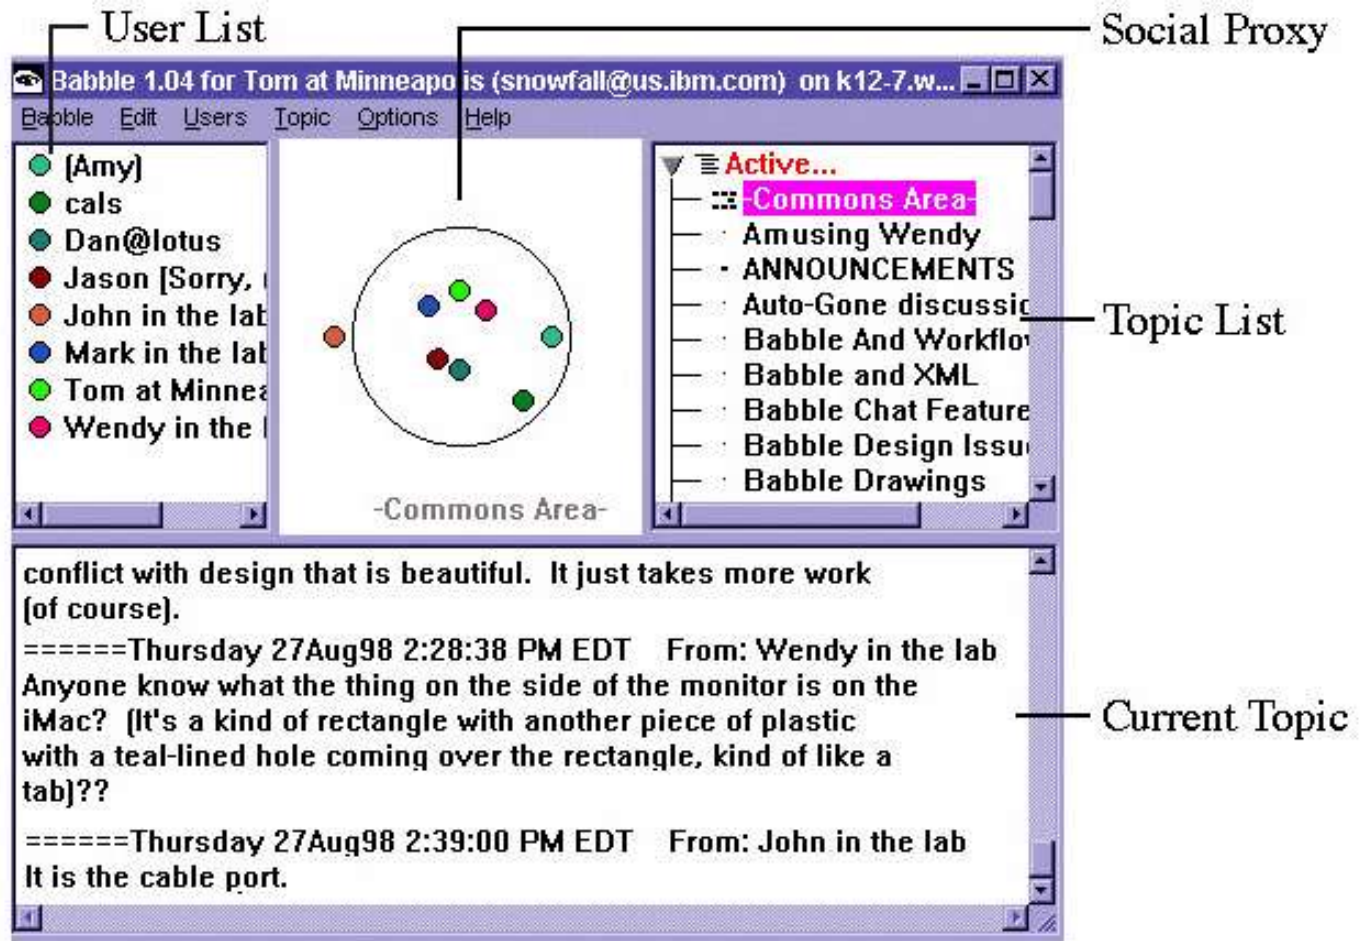 User List
Social Proxy
Babble 1.04 for Tom at Minneapolis (snowfall@us.ibm.com) on k12-7.w...
Babble Edit Users Topic Options Help
(Amy)
cals
Dan@lotus
Jason [Sorry,
John in the lab
Mark in the lab
Tom at Minnea
Wendy in the l
-Commons Area-
Active...
-Commons Area-
Amusing Wendy
ANNOUNCEMENTS
Auto-Gone discussio
Babble And Workflow
Babble and XML
Babble Chat Feature
Babble Design Issu
Babble Drawings
Topic List
conflict with design that is beautiful. It just takes more work
(of course).
======Thursday 27Aug98 2:28:38 PM EDT From: Wendy in the lab
Anyone know what the thing on the side of the monitor is on the
iMac? (It's a kind of rectangle with another piece of plastic
with a teal-lined hole coming over the rectangle, kind of like a
tab)??
======Thursday 27Aug98 2:39:00 PM EDT From: John in the lab
It is the cable port.
Current Topic